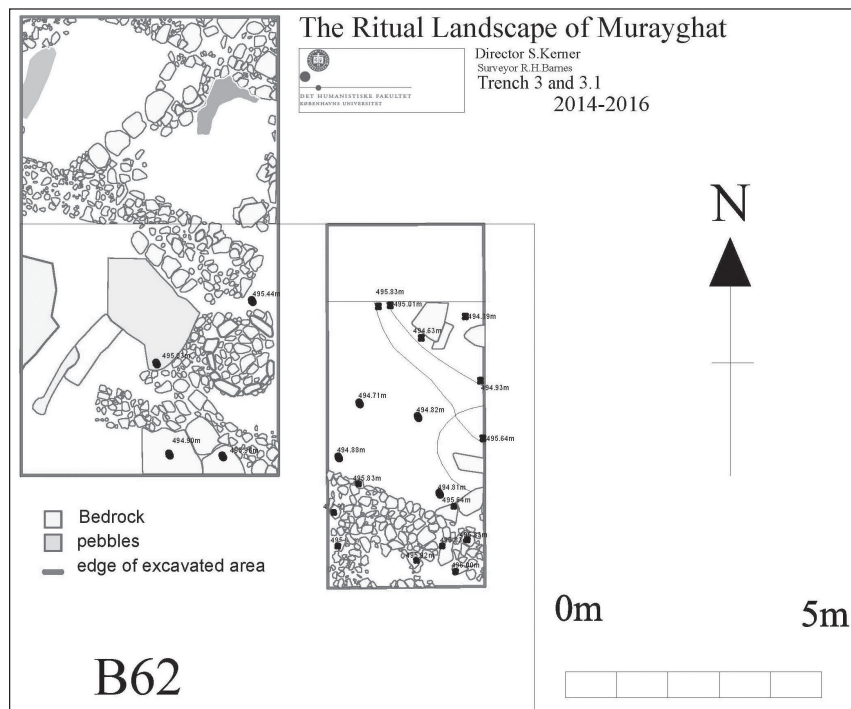 The Ritual Landscape of Murayghat
Director S.Kerner
Surveyor R.H.Barnes
Trench 3 and 3.1
2014-2016
DET HUMANISTISKE FAKULTET
KØBENHAVNS UNIVERSITET
N
495.44m
494.90m
495.83m
495.01m
494.63m
494.93m
494.71m
494.82m
495.64m
494.88m
495.83m
494.81m
495.64m
Bedrock
pebbles
edge of excavated area
0m 5m
B62